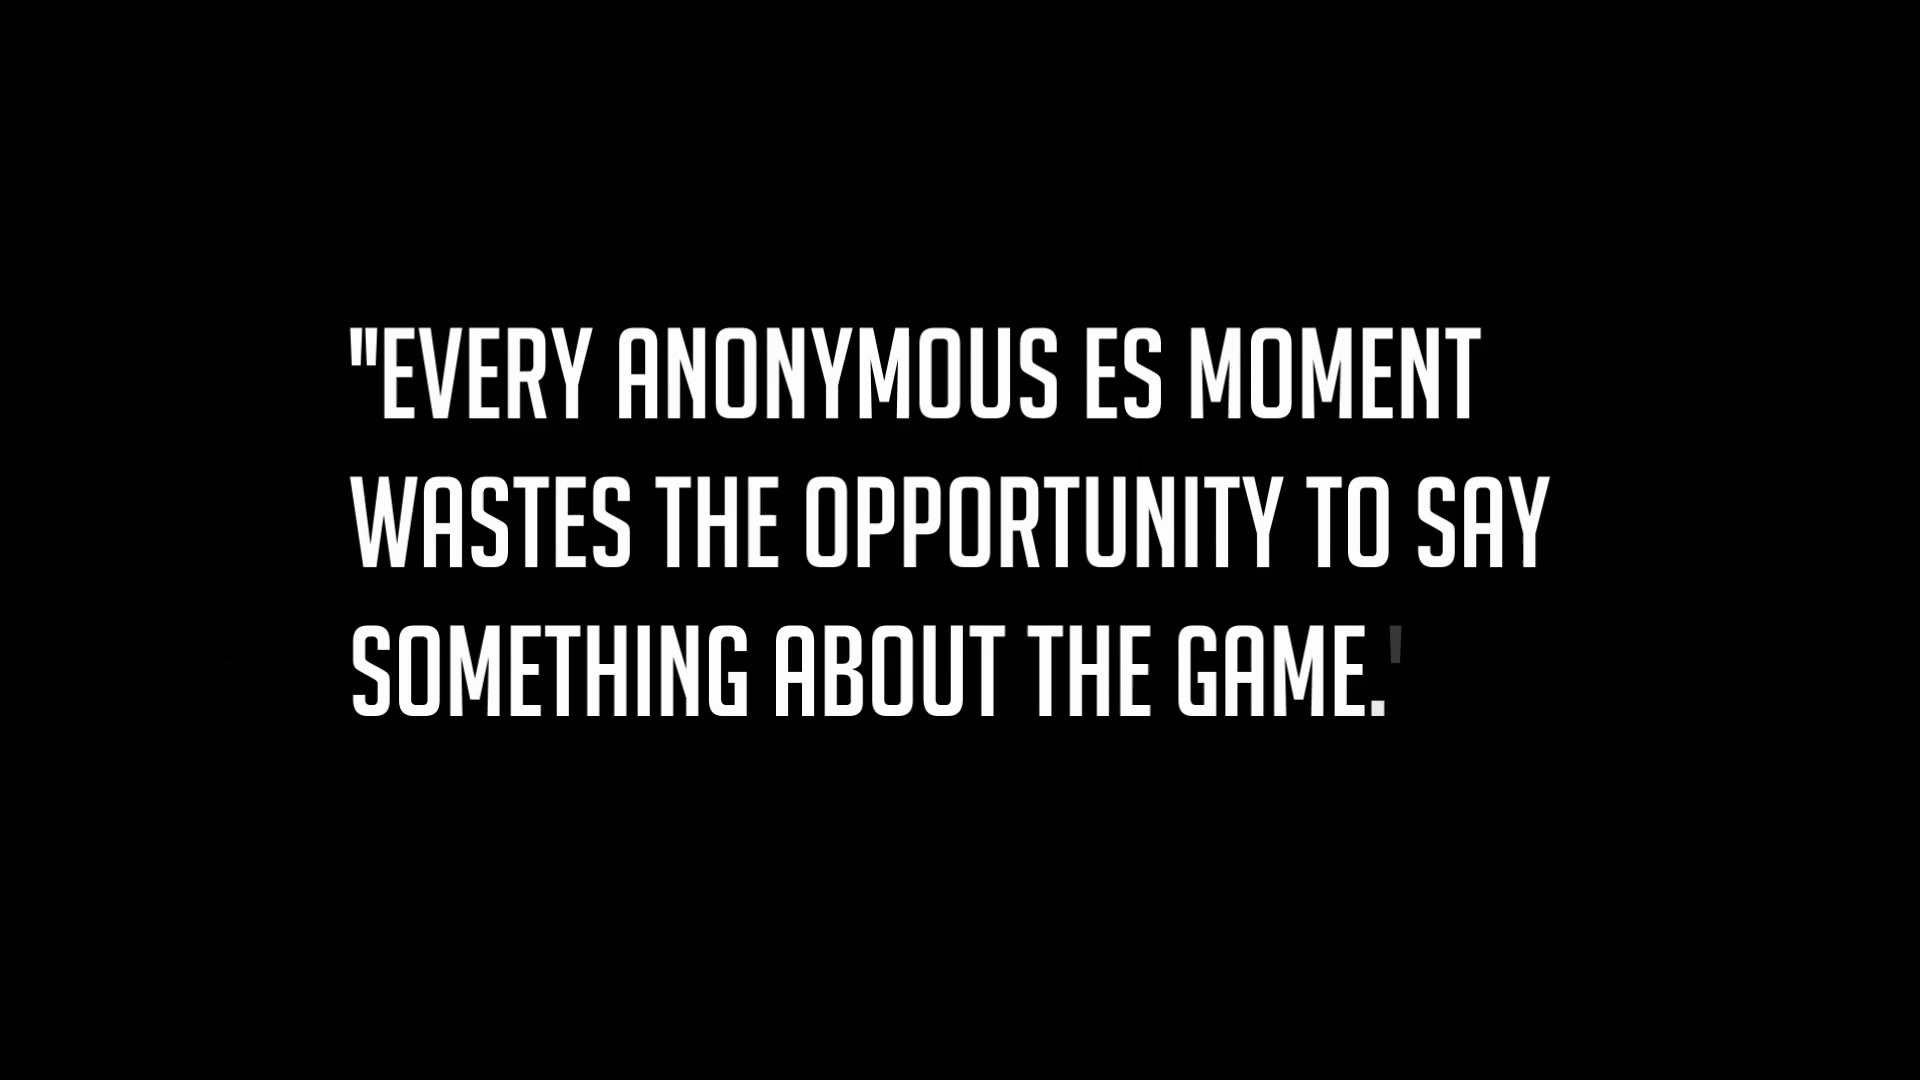 "EVERY ANONYMOUS ES MOMENT
WASTES THE OPPORTUNITY TO SAY
SOMETHING ABOUT THE GAME.'